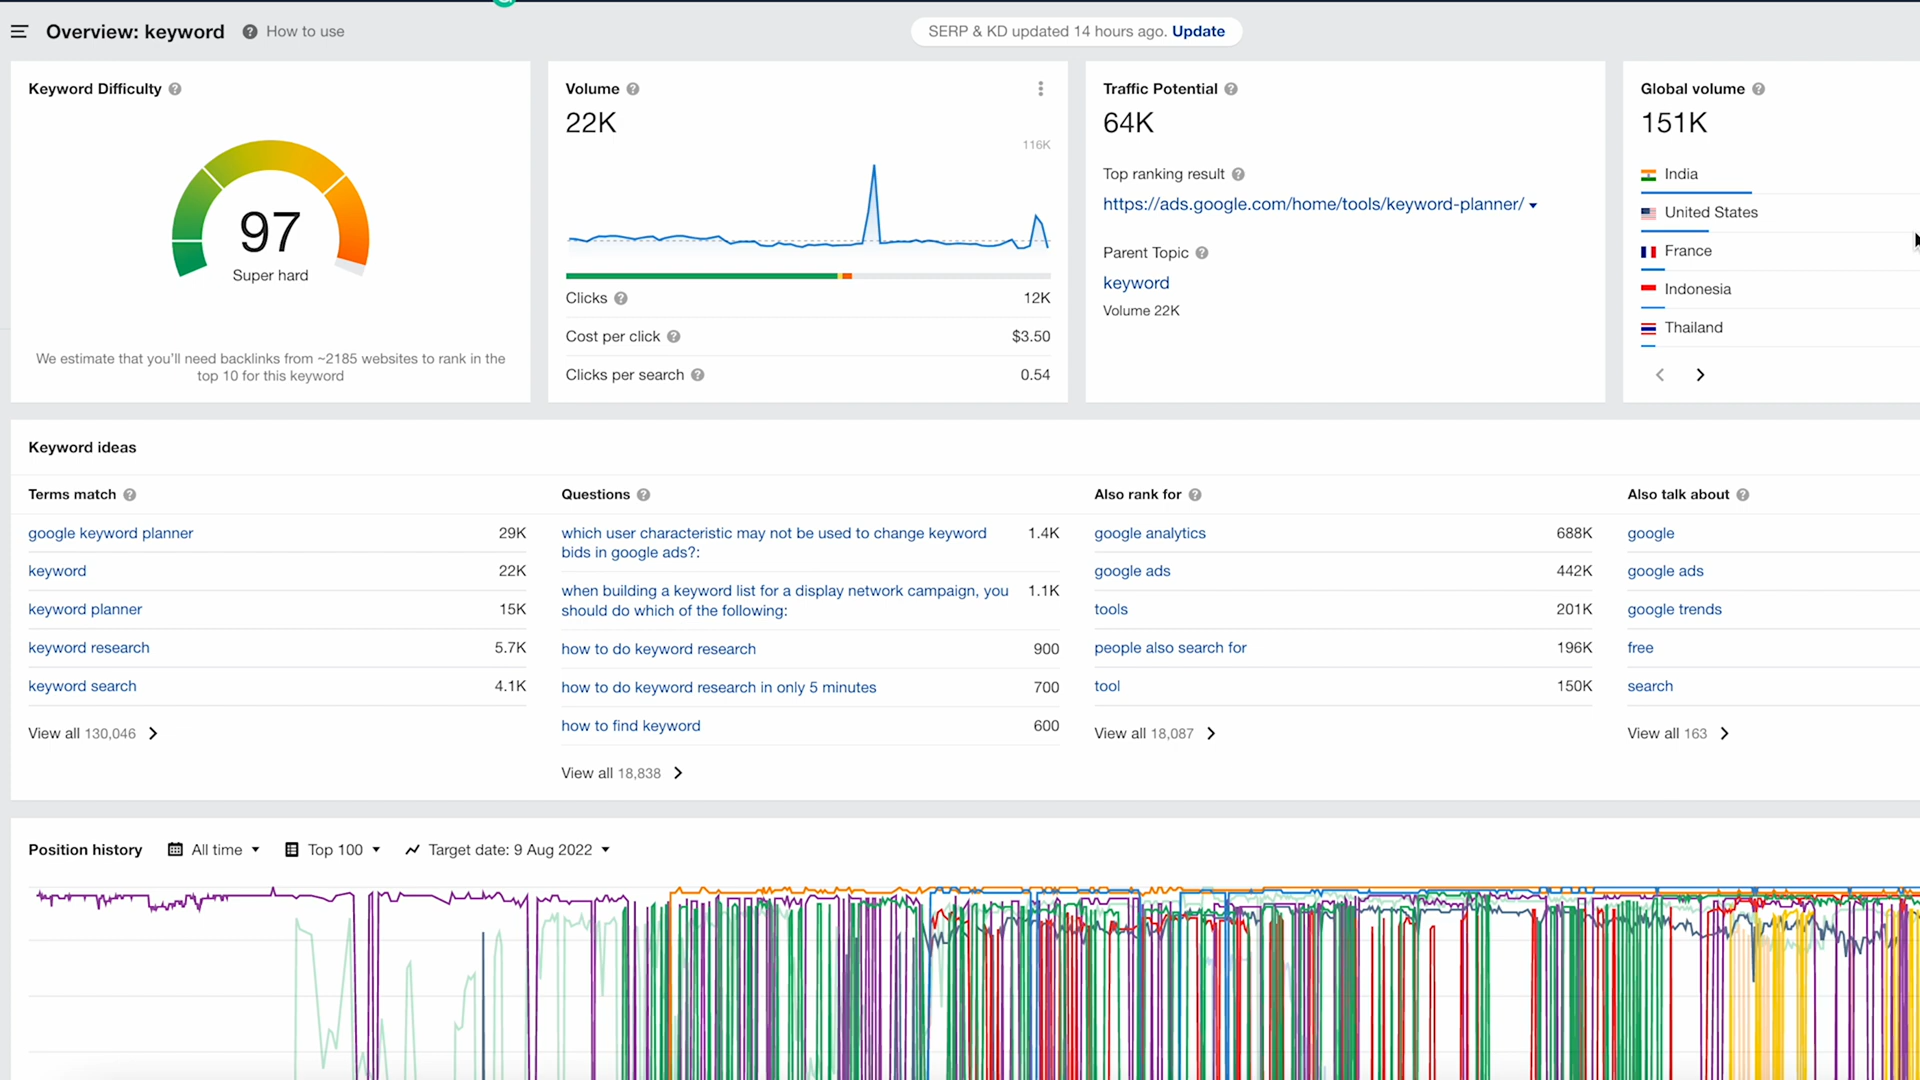 Overview: keyword
How to use
SERP & KD updated 14 hours ago. Update
Keyword Difficulty
97
Super hard
We estimate that you'll need backlinks from ~2185 websites to rank in the
top 10 for this keyword
Volume
22K
116K
Clicks 12K
Cost per click $3.50
Clicks per search 0.54
Traffic Potential
64K
Top ranking result
https://ads.google.com/home/tools/keyword-planner/
Parent Topic
keyword
Volume 22K
Global volume
151K
India
United States
France
Indonesia
Thailand
Keyword ideas
Terms match
google keyword planner 29K
keyword 22K
keyword planner 15K
keyword research 5.7K
keyword search 4.1K
View all 130,046
Questions
which user characteristic may not be used to change keyword 1.4K
bids in google ads?:
when building a keyword list for a display network campaign, you 1.1K
should do which of the following:
how to do keyword research 900
how to do keyword research in only 5 minutes 700
how to find keyword 600
View all 18,838
Also rank for
google analytics 688K
google ads 442K
tools 201K
people also search for 196K
tool 150K
View all 18,087
Also talk about
google
google ads
google trends
free
search
View all 163
Position history
All time
Top 100
Target date: 9 Aug 2022